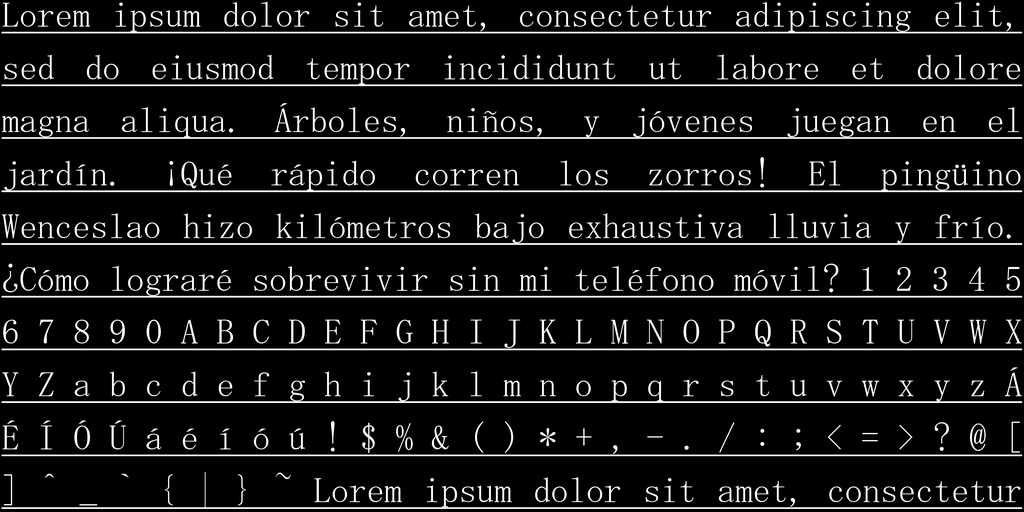 Lorem ipsum dolor sit amet, consectetur adipiscing elit,
sed do eiusmod tempor incididunt ut labore et dolore
magna aliqua. Árboles, niños, y jóvenes juegan en el
jardín. ¡Qué rápido corren los zorros! El pingüino
Wenceslao hizo kilómetros bajo exhaustiva lluvia y frío.
¿Cómo lograré sobrevivir sin mi teléfono móvil? 1 2 3 4 5
6 7 8 9 0 A B C D E F G H I J K L M N O P Q R S T U V W X
Y Z a b c d e f g h i j k l m n o p q r s t u v w x y z Á
É Í Ó Ú á é í ó ú ! $ % & ( ) * + , - . / : ; < = > ? @ [
] ^ _ ` { | } ~ Lorem ipsum dolor sit amet, consectetur